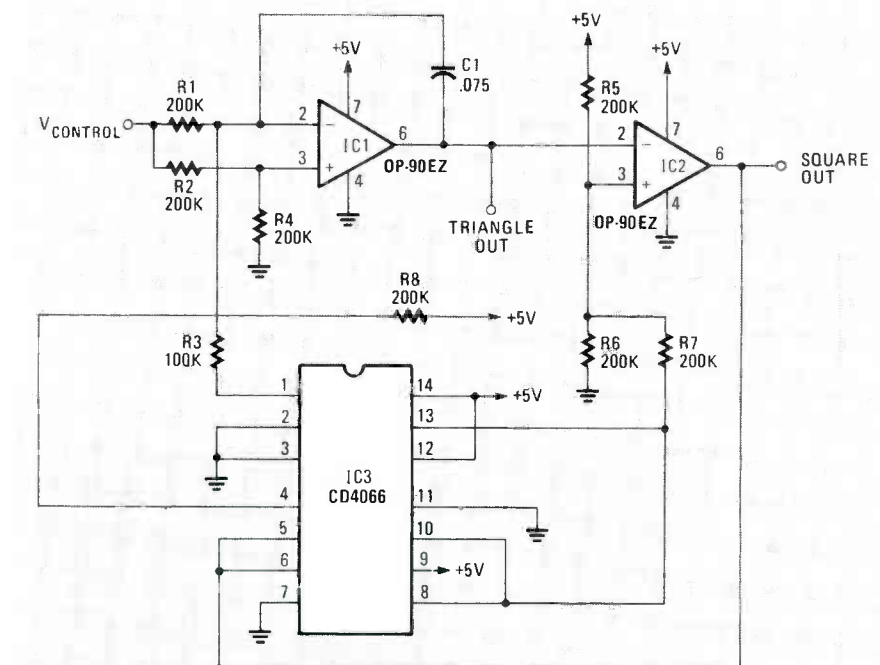 +5V
+5V
+5V
C1
.075
R1
200K
R5
200K
V CONTROL
2
7
IC1
6
3
+
4
OP-90EZ
2
7
IC2
6
3
+
4
OP-90EZ
SQUARE
OUT
R2
200K
R4
200K
TRIANGLE
OUT
R8
200K
+5V
R3
100K
R6
200K
R7
200K
1
14
+5V
2
13
3
12
IC3
CD4066
4
11
5
10
6
9
+5V
7
8